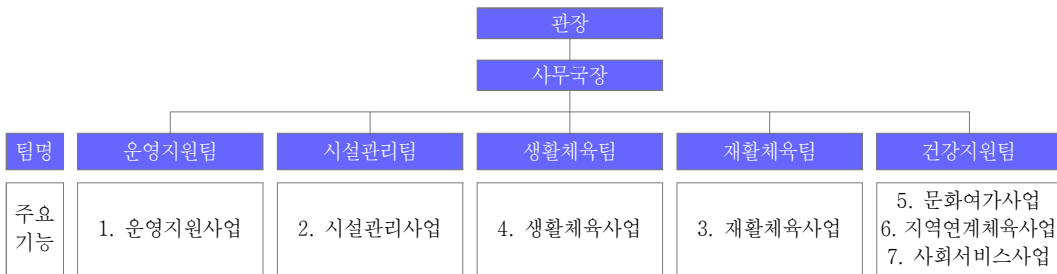 관장
사무국장
팀명
운영지원팀
시설관리팀
생활체육팀
재활체육팀
건강지원팀
주요
기능
1. 운영지원사업
2. 시설관리사업
4. 생활체육사업
3. 재활체육사업
5. 문화여가사업
6. 지역연계체육사업
7. 사회서비스사업